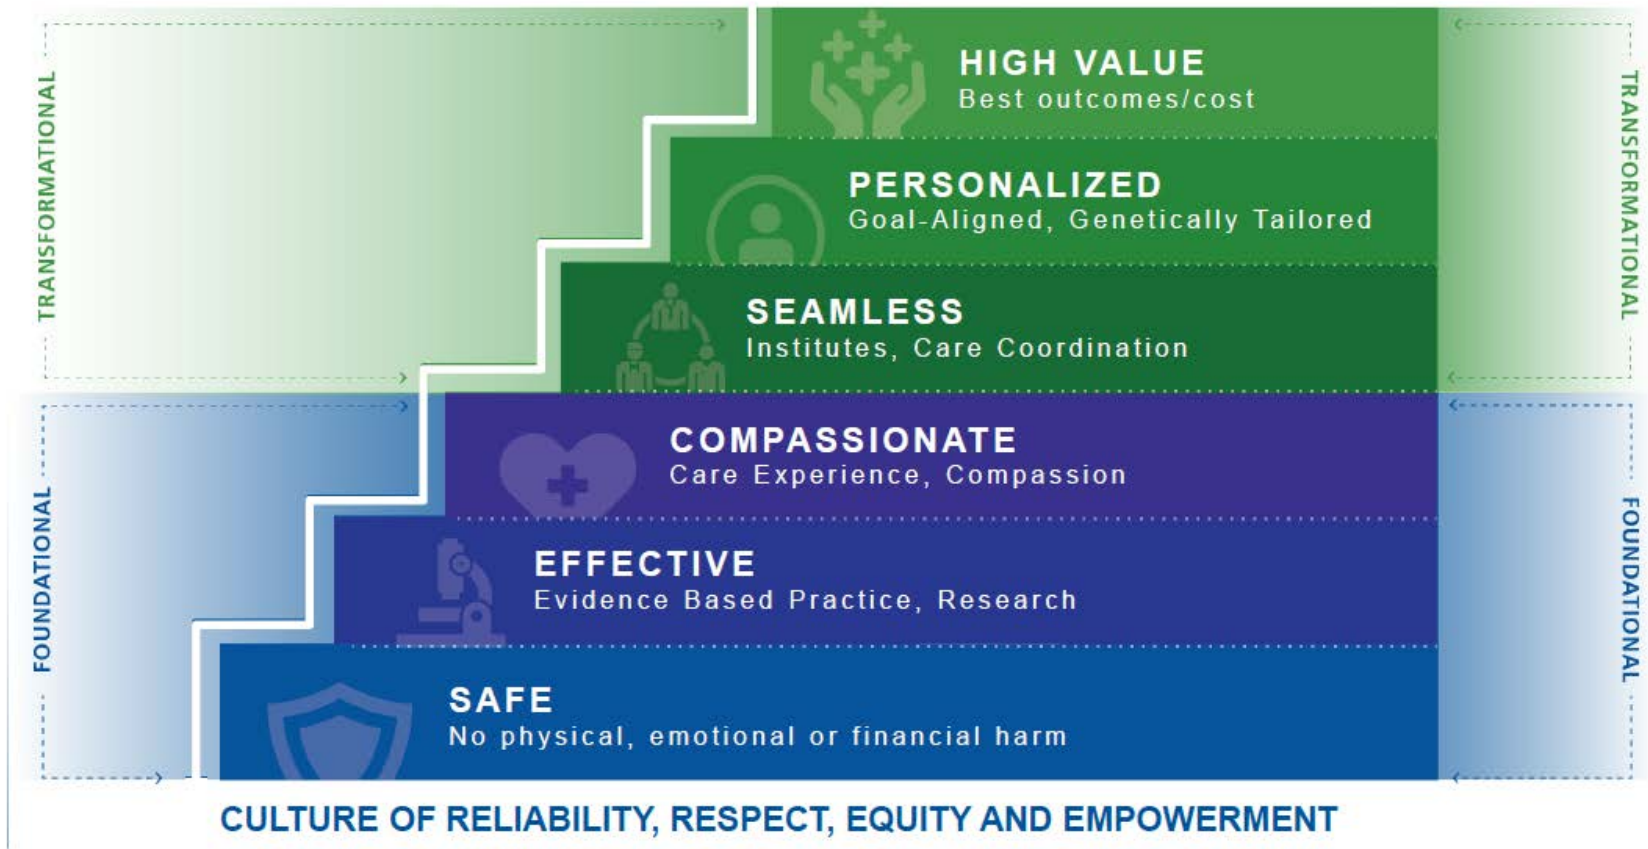 TRANSFORMATIONAL
HIGH VALUE
Best outcomes/cost
PERSONALIZED
Goal-Aligned, Genetically Tailored
SEAMLESS
Institutes, Care Coordination
TRANSFORMATIONAL
FOUNDATIONAL
COMPASSIONATE
Care Experience, Compassion
EFFECTIVE
Evidence Based Practice, Research
SAFE
No physical, emotional or financial harm
FOUNDATIONAL
CULTURE OF RELIABILITY, RESPECT, EQUITY AND EMPOWERMENT